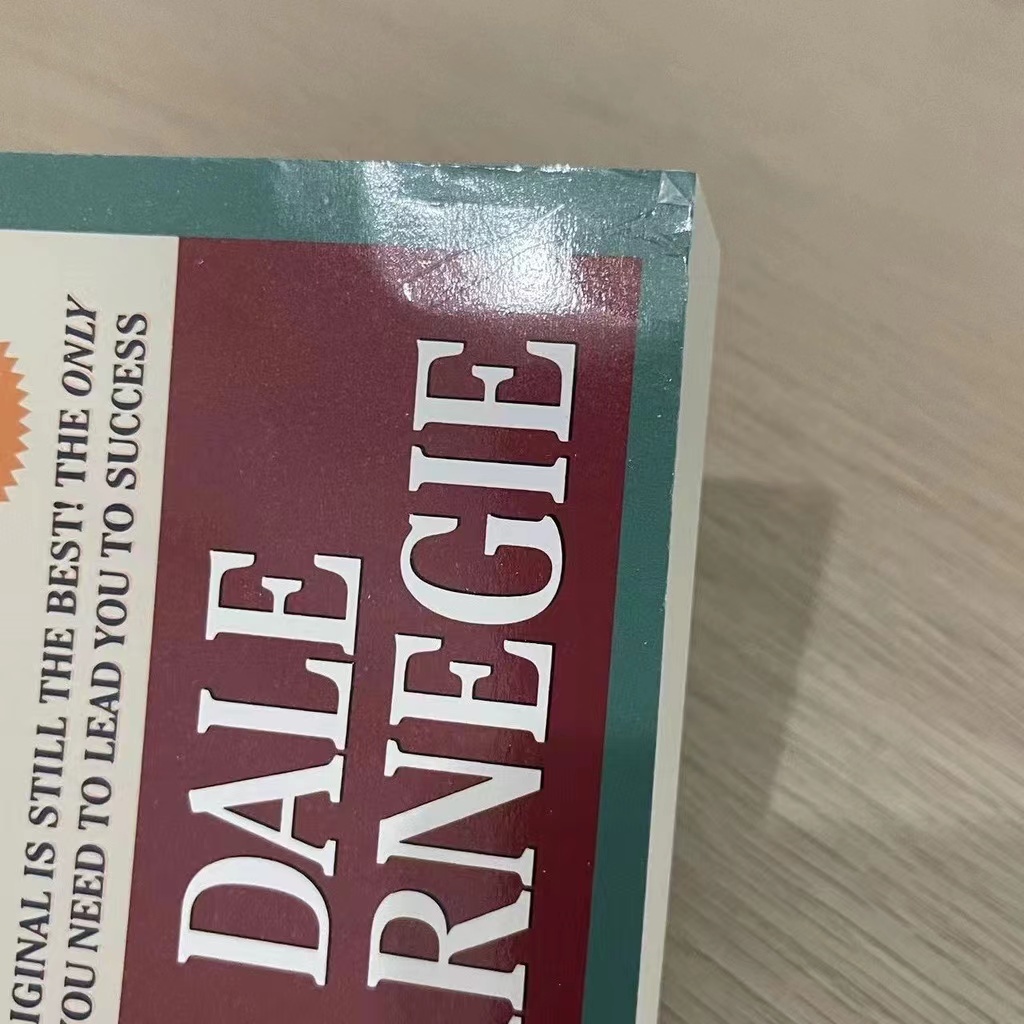 IGINAL IS STILL THE BEST! THE ONLY
YOU NEED TO LEAD YOU TO SUCCESS
DALE
RNEGIE